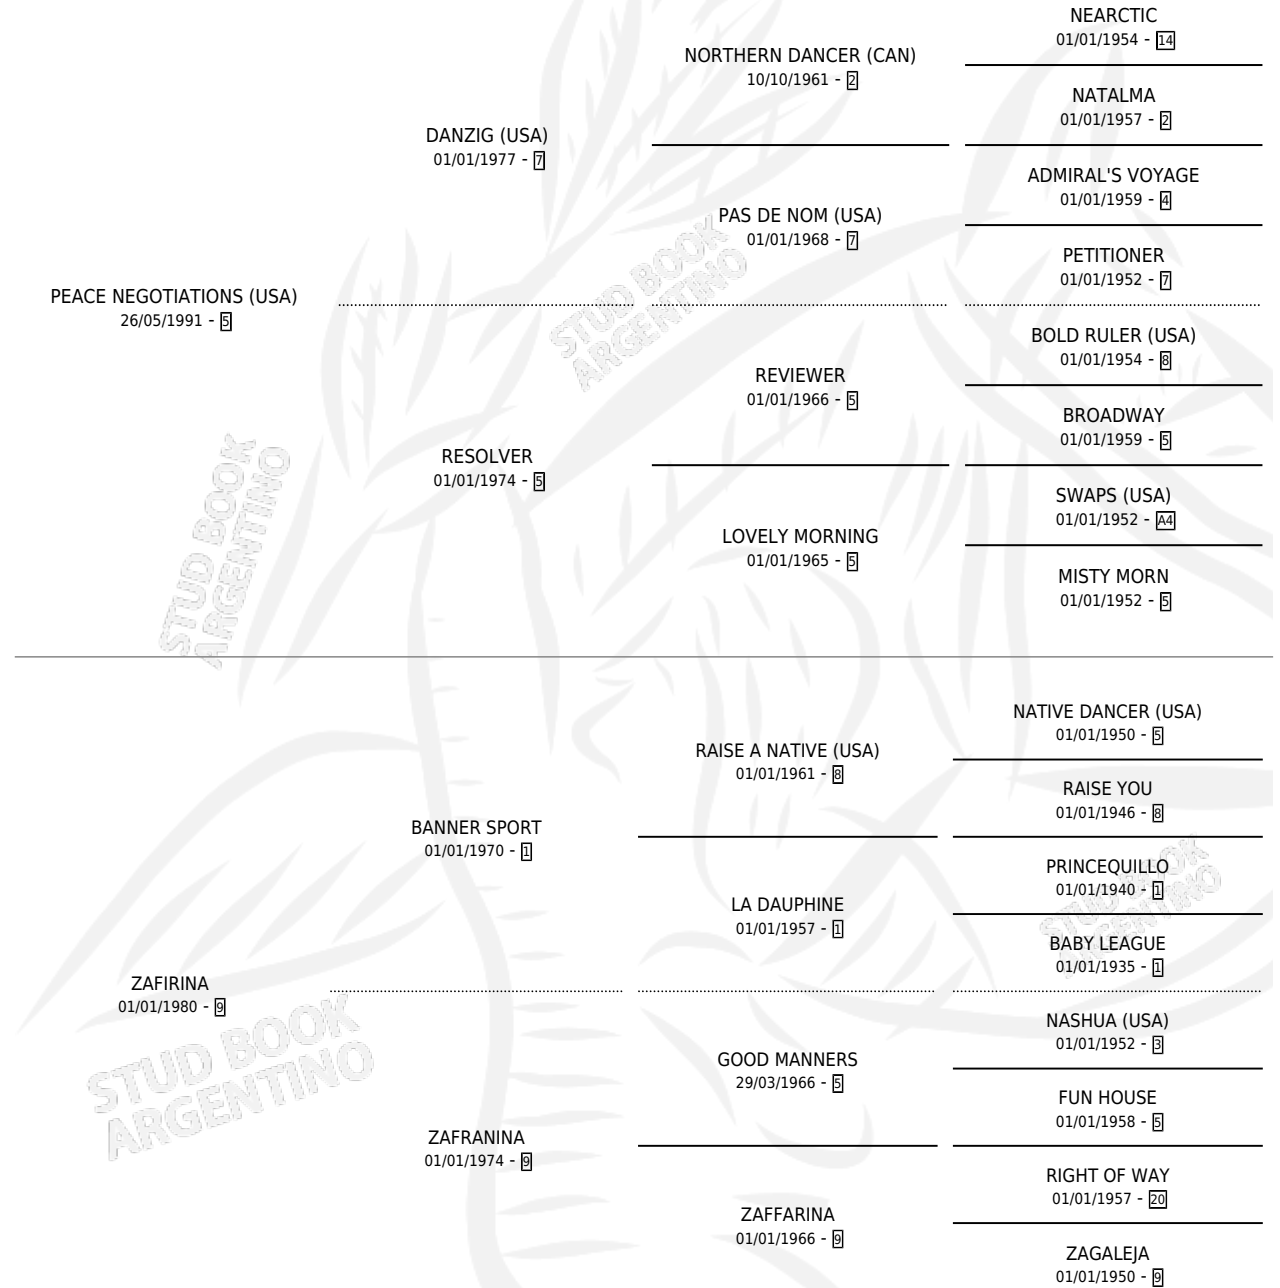 NEARCTIC
01/01/1954 - 14
NORTHERN DANCER (CAN)
10/10/1961 - 2
NATALMA
01/01/1957 - 2
DANZIG (USA)
01/01/1977 - 7
ADMIRAL'S VOYAGE
01/01/1959 - 4
PAS DE NOM (USA)
01/01/1968 - 7
PETITIONER
01/01/1952 - 7
PEACE NEGOTIATIONS (USA)
26/05/1991 - 5
STUD BOOK
ARGENTINO
BOLD RULER (USA)
01/01/1954 - 8
REVIEWER
01/01/1966 - 5
BROADWAY
01/01/1959 - 5
RESOLVER
01/01/1974 - 5
SWAPS (USA)
01/01/1952 - A4
LOVELY MORNING
01/01/1965 - 5
MISTY MORN
01/01/1952 - 5
STUD BOOK
ARGENTINO
NATIVE DANCER (USA)
01/01/1950 - 5
RAISE A NATIVE (USA)
01/01/1961 - 8
RAISE YOU
01/01/1946 - 8
BANNER SPORT
01/01/1970 - 1
PRINCEQUILLO
01/01/1940 - 1
LA DAUPHINE
01/01/1957 - 1
BABY LEAGUE
01/01/1935 - 1
STUD BOOK
ARGENTINO
ZAFIRINA
01/01/1980 - 9
NASHUA (USA)
01/01/1952 - 3
GOOD MANNERS
29/03/1966 - 5
FUN HOUSE
01/01/1958 - 5
STUD BOOK
ARGENTINO
ZAFRANINA
01/01/1974 - 9
RIGHT OF WAY
01/01/1957 - 20
ZAFFARINA
01/01/1966 - 9
ZAGALEJA
01/01/1950 - 9